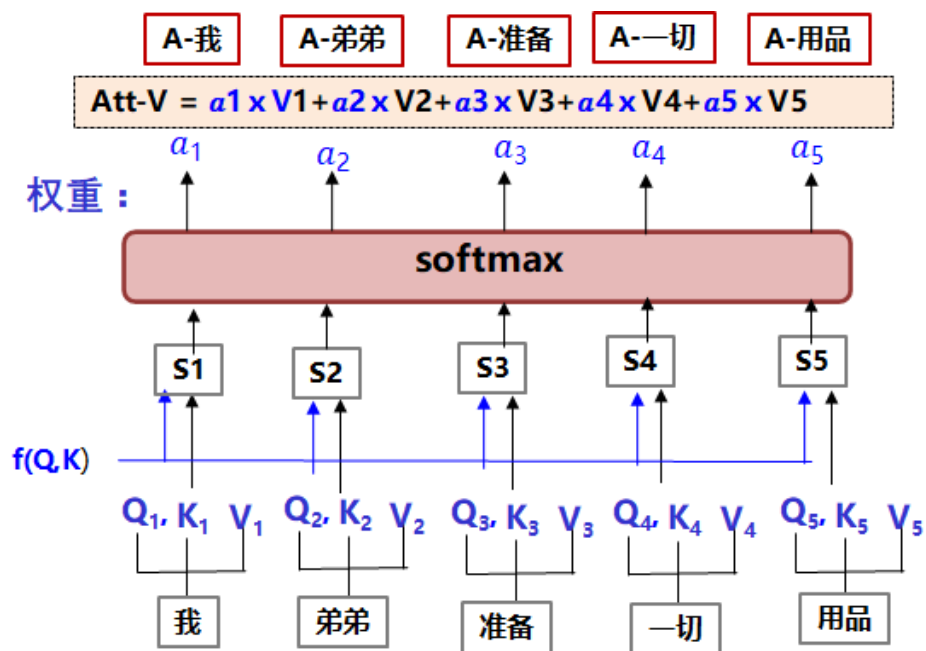 A-我 A-弟弟 A-准备 A-一切 A-用品
Att-V = a1 x V1+a2 x V2+a3 x V3+a4 x V4+a5 x V5
a₁ a₂ a₃ a₄ a₅
权重：
softmax
S1 S2 S3 S4 S5
f(Q,K)
Q₁, K₁ V₁ Q₂, K₂ V₂ Q₃, K₃ V₃ Q₄, K₄ V₄ Q₅, K₅ V₅
我 弟弟 准备 一切 用品